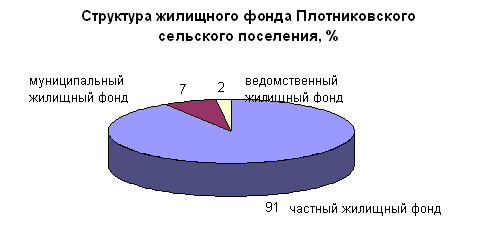 Структура жилищного фонда Плотниковского
сельского поселения, %
муниципальный
жилищный фонд
7
2
ведомственный
жилищный фонд
91 частный жилищный фонд